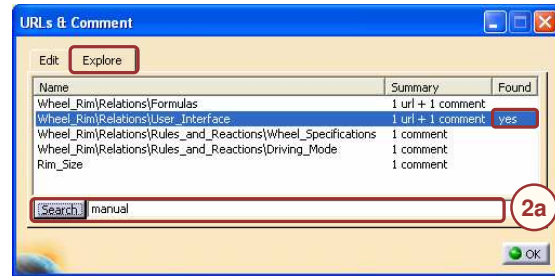 URLs & Comment
Edit Explore
Name Summary Found
Wheel_Rim\Relations\Formulas 1 url + 1 comment
Wheel_Rim\Relations\User_Interface 1 url + 1 comment yes
Wheel_Rim\Relations\Rules_and_Reactions\Wheel_Specifications 1 comment
Wheel_Rim\Relations\Rules_and_Reactions\Driving_Mode 1 comment
Rim_Size 1 comment
Search manual
2a
OK